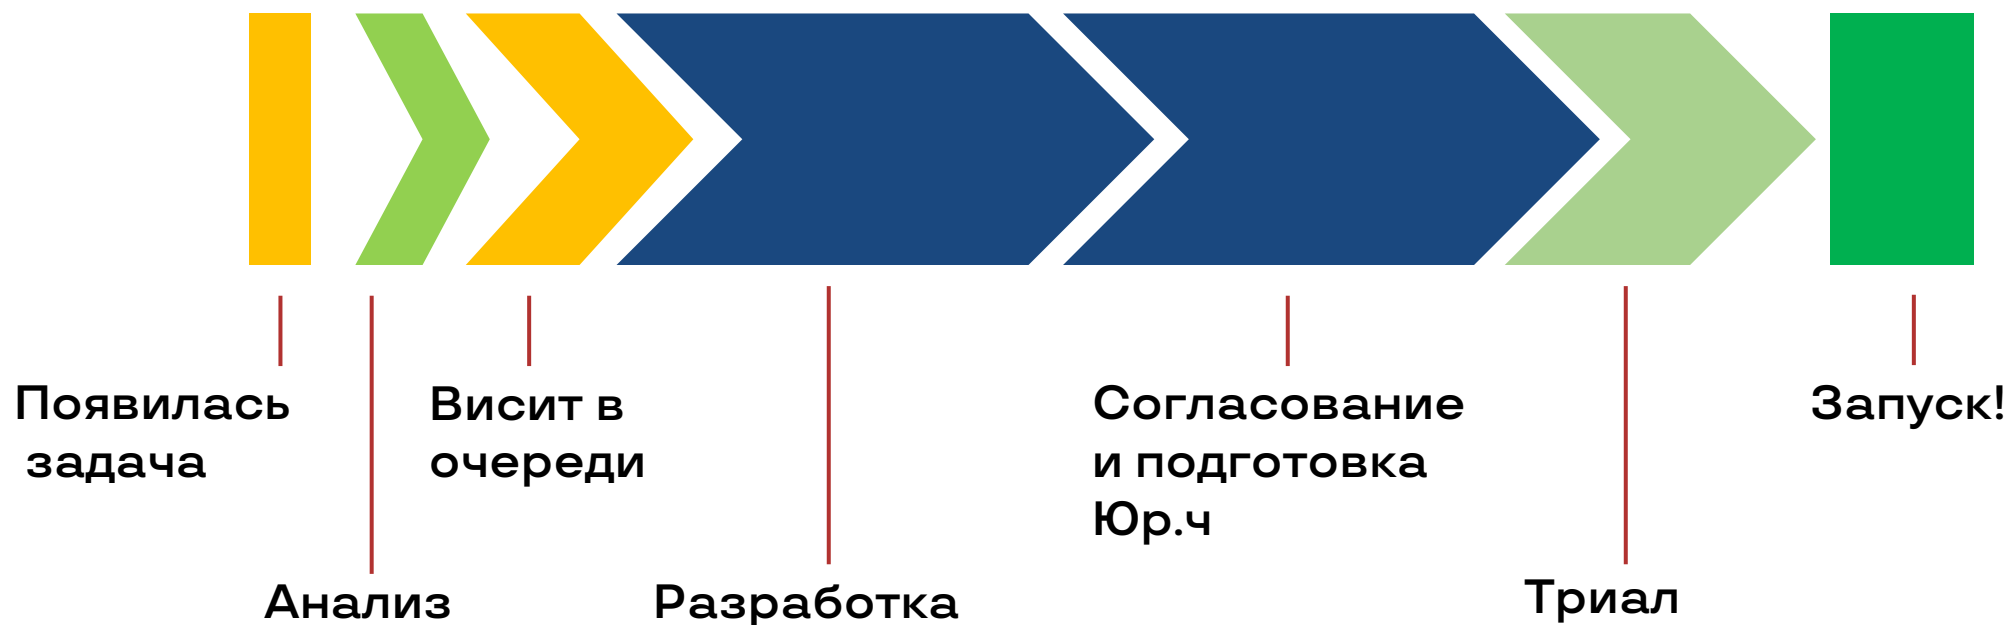 Появилась
задача
Анализ
Висит в
очереди
Разработка
Согласование
и подготовка
Юр.ч
Триал
Запуск!